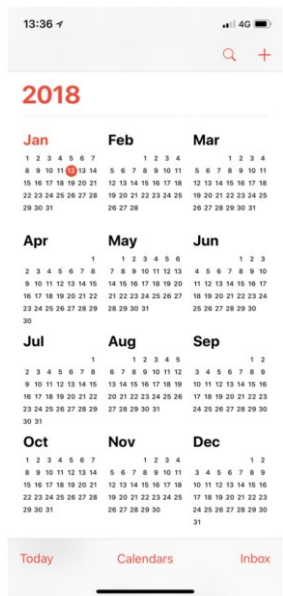 13:36 4G
2018
Jan Feb Mar
1 2 3 4 5 6 7 1 2 3 4 1 2 3 4
8 9 10 11 12 13 14 5 6 7 8 9 10 11 5 6 7 8 9 10 11
15 16 17 18 19 20 21 12 13 14 15 16 17 18 12 13 14 15 16 17 18
22 23 24 25 26 27 28 19 20 21 22 23 24 25 19 20 21 22 23 24 25
29 30 31 26 27 28 26 27 28 29 30 31
Apr May Jun
1 1 2 3 4 5 6 1 2 3
2 3 4 5 6 7 8 7 8 9 10 11 12 13 4 5 6 7 8 9 10
9 10 11 12 13 14 15 14 15 16 17 18 19 20 11 12 13 14 15 16 17
16 17 18 19 20 21 22 21 22 23 24 25 26 27 18 19 20 21 22 23 24
23 24 25 26 27 28 29 28 29 30 31 25 26 27 28 29 30
30
Jul Aug Sep
1 1 2 3 4 5 1 2
2 3 4 5 6 7 8 6 7 8 9 10 11 12 3 4 5 6 7 8 9
9 10 11 12 13 14 15 13 14 15 16 17 18 19 10 11 12 13 14 15 16
16 17 18 19 20 21 22 20 21 22 23 24 25 26 17 18 19 20 21 22 23
23 24 25 26 27 28 29 27 28 29 30 31 24 25 26 27 28 29 30
30 31
Oct Nov Dec
1 2 3 4 5 6 7 1 2 3 4 1 2
8 9 10 11 12 13 14 5 6 7 8 9 10 11 3 4 5 6 7 8 9
15 16 17 18 19 20 21 12 13 14 15 16 17 18 10 11 12 13 14 15 16
22 23 24 25 26 27 28 19 20 21 22 23 24 25 17 18 19 20 21 22 23
29 30 31 26 27 28 29 30 24 25 26 27 28 29 30
31
Today Calendars Inbox